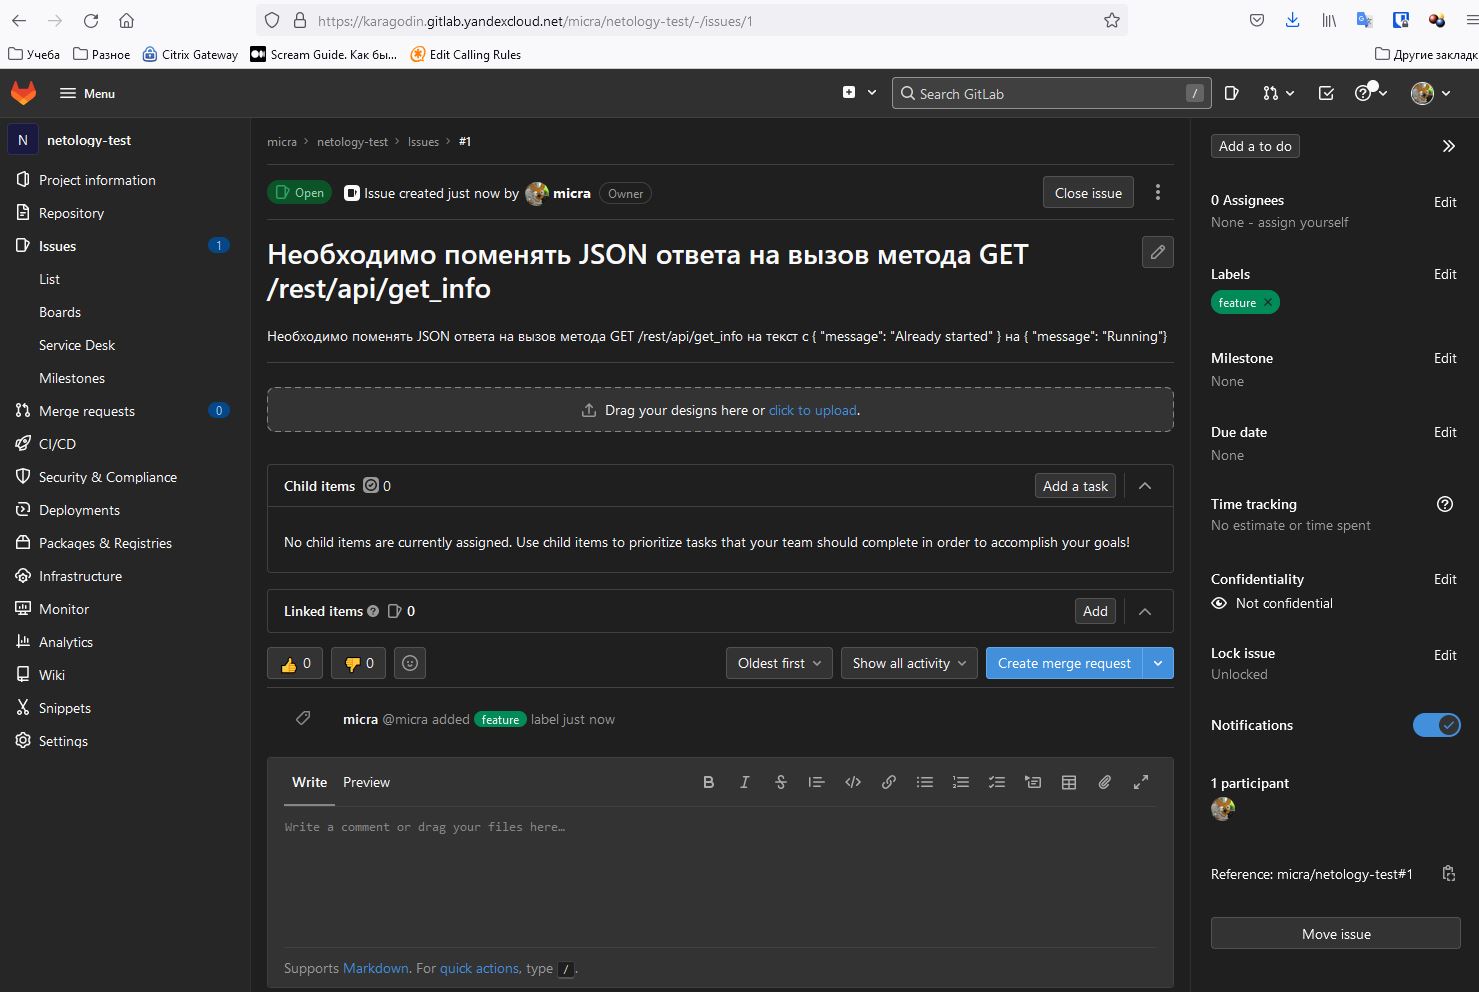 https://karagodin.gitlab.yandexcloud.net/micra/netology-test/-/issues/1
Учеба Разное Citrix Gateway Scream Guide. Как бы... Edit Calling Rules Другие закладк
Menu Search GitLab /
N netology-test
Project information
Repository
Issues 1
List
Boards
Service Desk
Milestones
Merge requests 0
CI/CD
Security & Compliance
Deployments
Packages & Registries
Infrastructure
Monitor
Analytics
Wiki
Snippets
Settings
micra › netology-test › Issues › #1
Open Issue created just now by micra Owner Close issue
Необходимо поменять JSON ответа на вызов метода GET
/rest/api/get_info
Необходимо поменять JSON ответа на вызов метода GET /rest/api/get_info на текст с { "message": "Already started" } на { "message": "Running"}
Drag your designs here or click to upload.
Child items 0 Add a task
No child items are currently assigned. Use child items to prioritize tasks that your team should complete in order to accomplish your goals!
Linked items 0 Add
0 0 Oldest first Show all activity Create merge request
micra @micra added feature label just now
Write Preview
Write a comment or drag your files here…
Supports Markdown. For quick actions, type /.
Add a to do
0 Assignees Edit
None - assign yourself
Labels Edit
feature
Milestone Edit
None
Due date Edit
None
Time tracking
No estimate or time spent
Confidentiality Edit
Not confidential
Lock issue Edit
Unlocked
Notifications
1 participant
Reference: micra/netology-test#1
Move issue